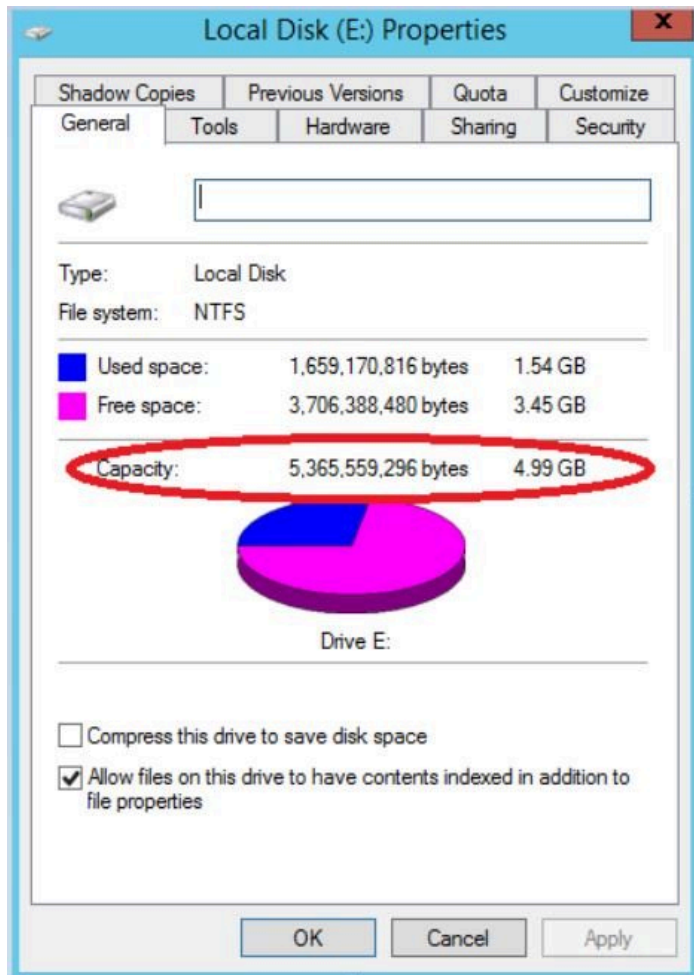 Local Disk (E:) Properties
x
Shadow Copies Previous Versions Quota Customize
General Tools Hardware Sharing Security
Type: Local Disk
File system: NTFS
Used space: 1,659,170,816 bytes 1.54 GB
Free space: 3,706,388,480 bytes 3.45 GB
Capacity: 5,365,559,296 bytes 4.99 GB
Drive E:
Compress this drive to save disk space
Allow files on this drive to have contents indexed in addition to
file properties
OK Cancel Apply